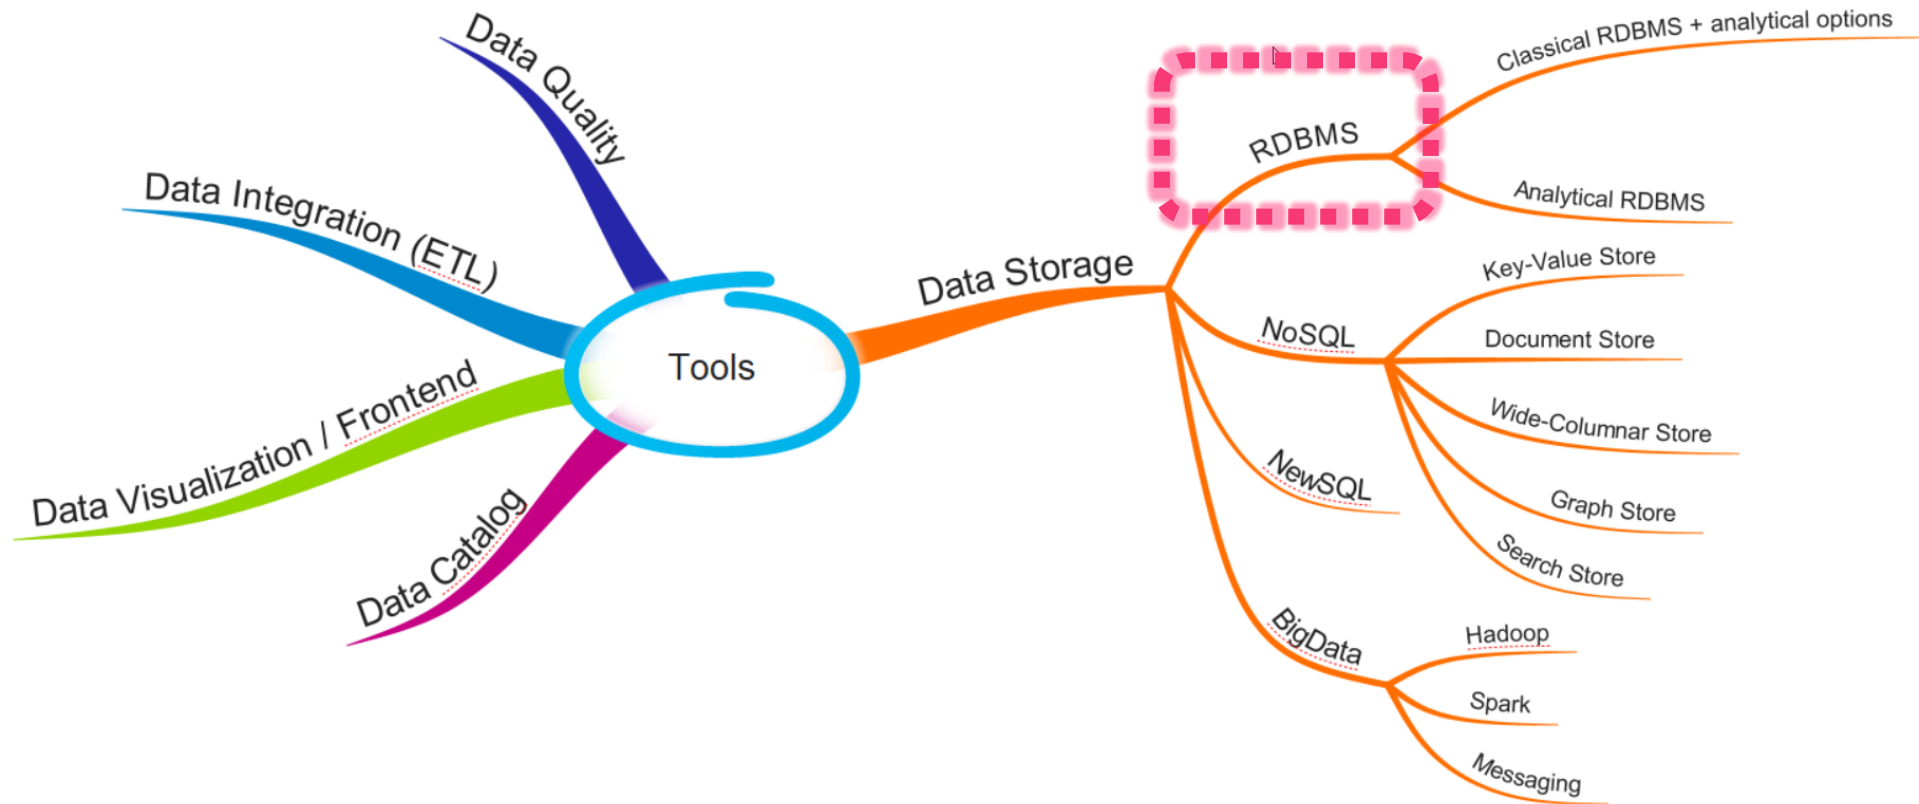 Tools
Data Quality
Data Integration (ETL)
Data Visualization / Frontend
Data Catalog
Data Storage
RDBMS
Classical RDBMS + analytical options
Analytical RDBMS
NoSQL
Key-Value Store
Document Store
Wide-Columnar Store
Graph Store
Search Store
NewSQL
BigData
Hadoop
Spark
Messaging